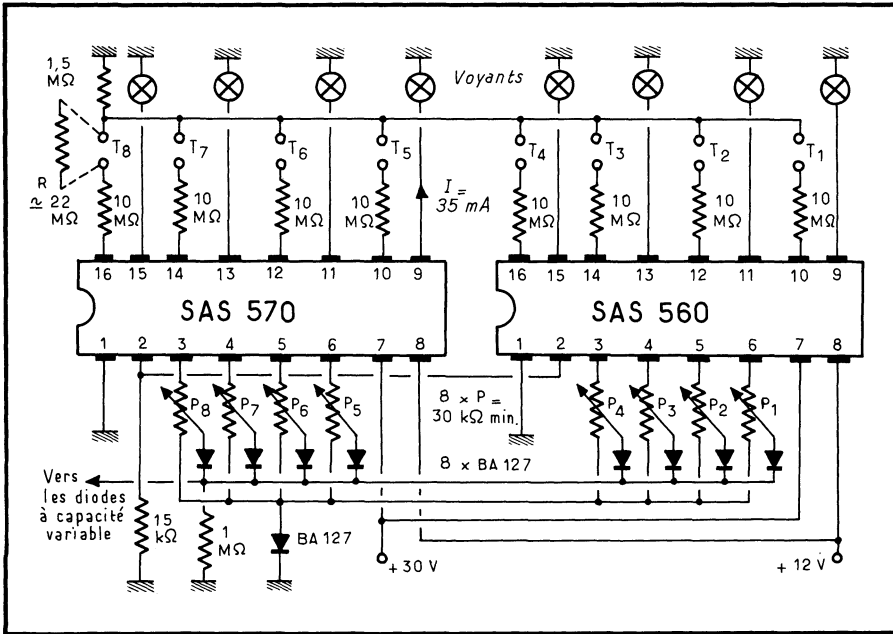 1,5
MΩ
Voyants
T8
T7
T6
T5
T4
T3
T2
T1
R
≃ 22
MΩ
10
MΩ
10
MΩ
10
MΩ
10
MΩ
I =
35 mA
10
MΩ
10
MΩ
10
MΩ
10
MΩ
16 15 14 13 12 11 10 9
16 15 14 13 12 11 10 9
SAS 570
SAS 560
1 2 3 4 5 6 7 8
1 2 3 4 5 6 7 8
P8
P7
P6
P5
8 x P =
30 kΩ min.
P4
P3
P2
P1
8 x BA 127
Vers
les diodes
à capacité
variable
15
kΩ
1
MΩ
BA 127
+ 30 V
+ 12 V